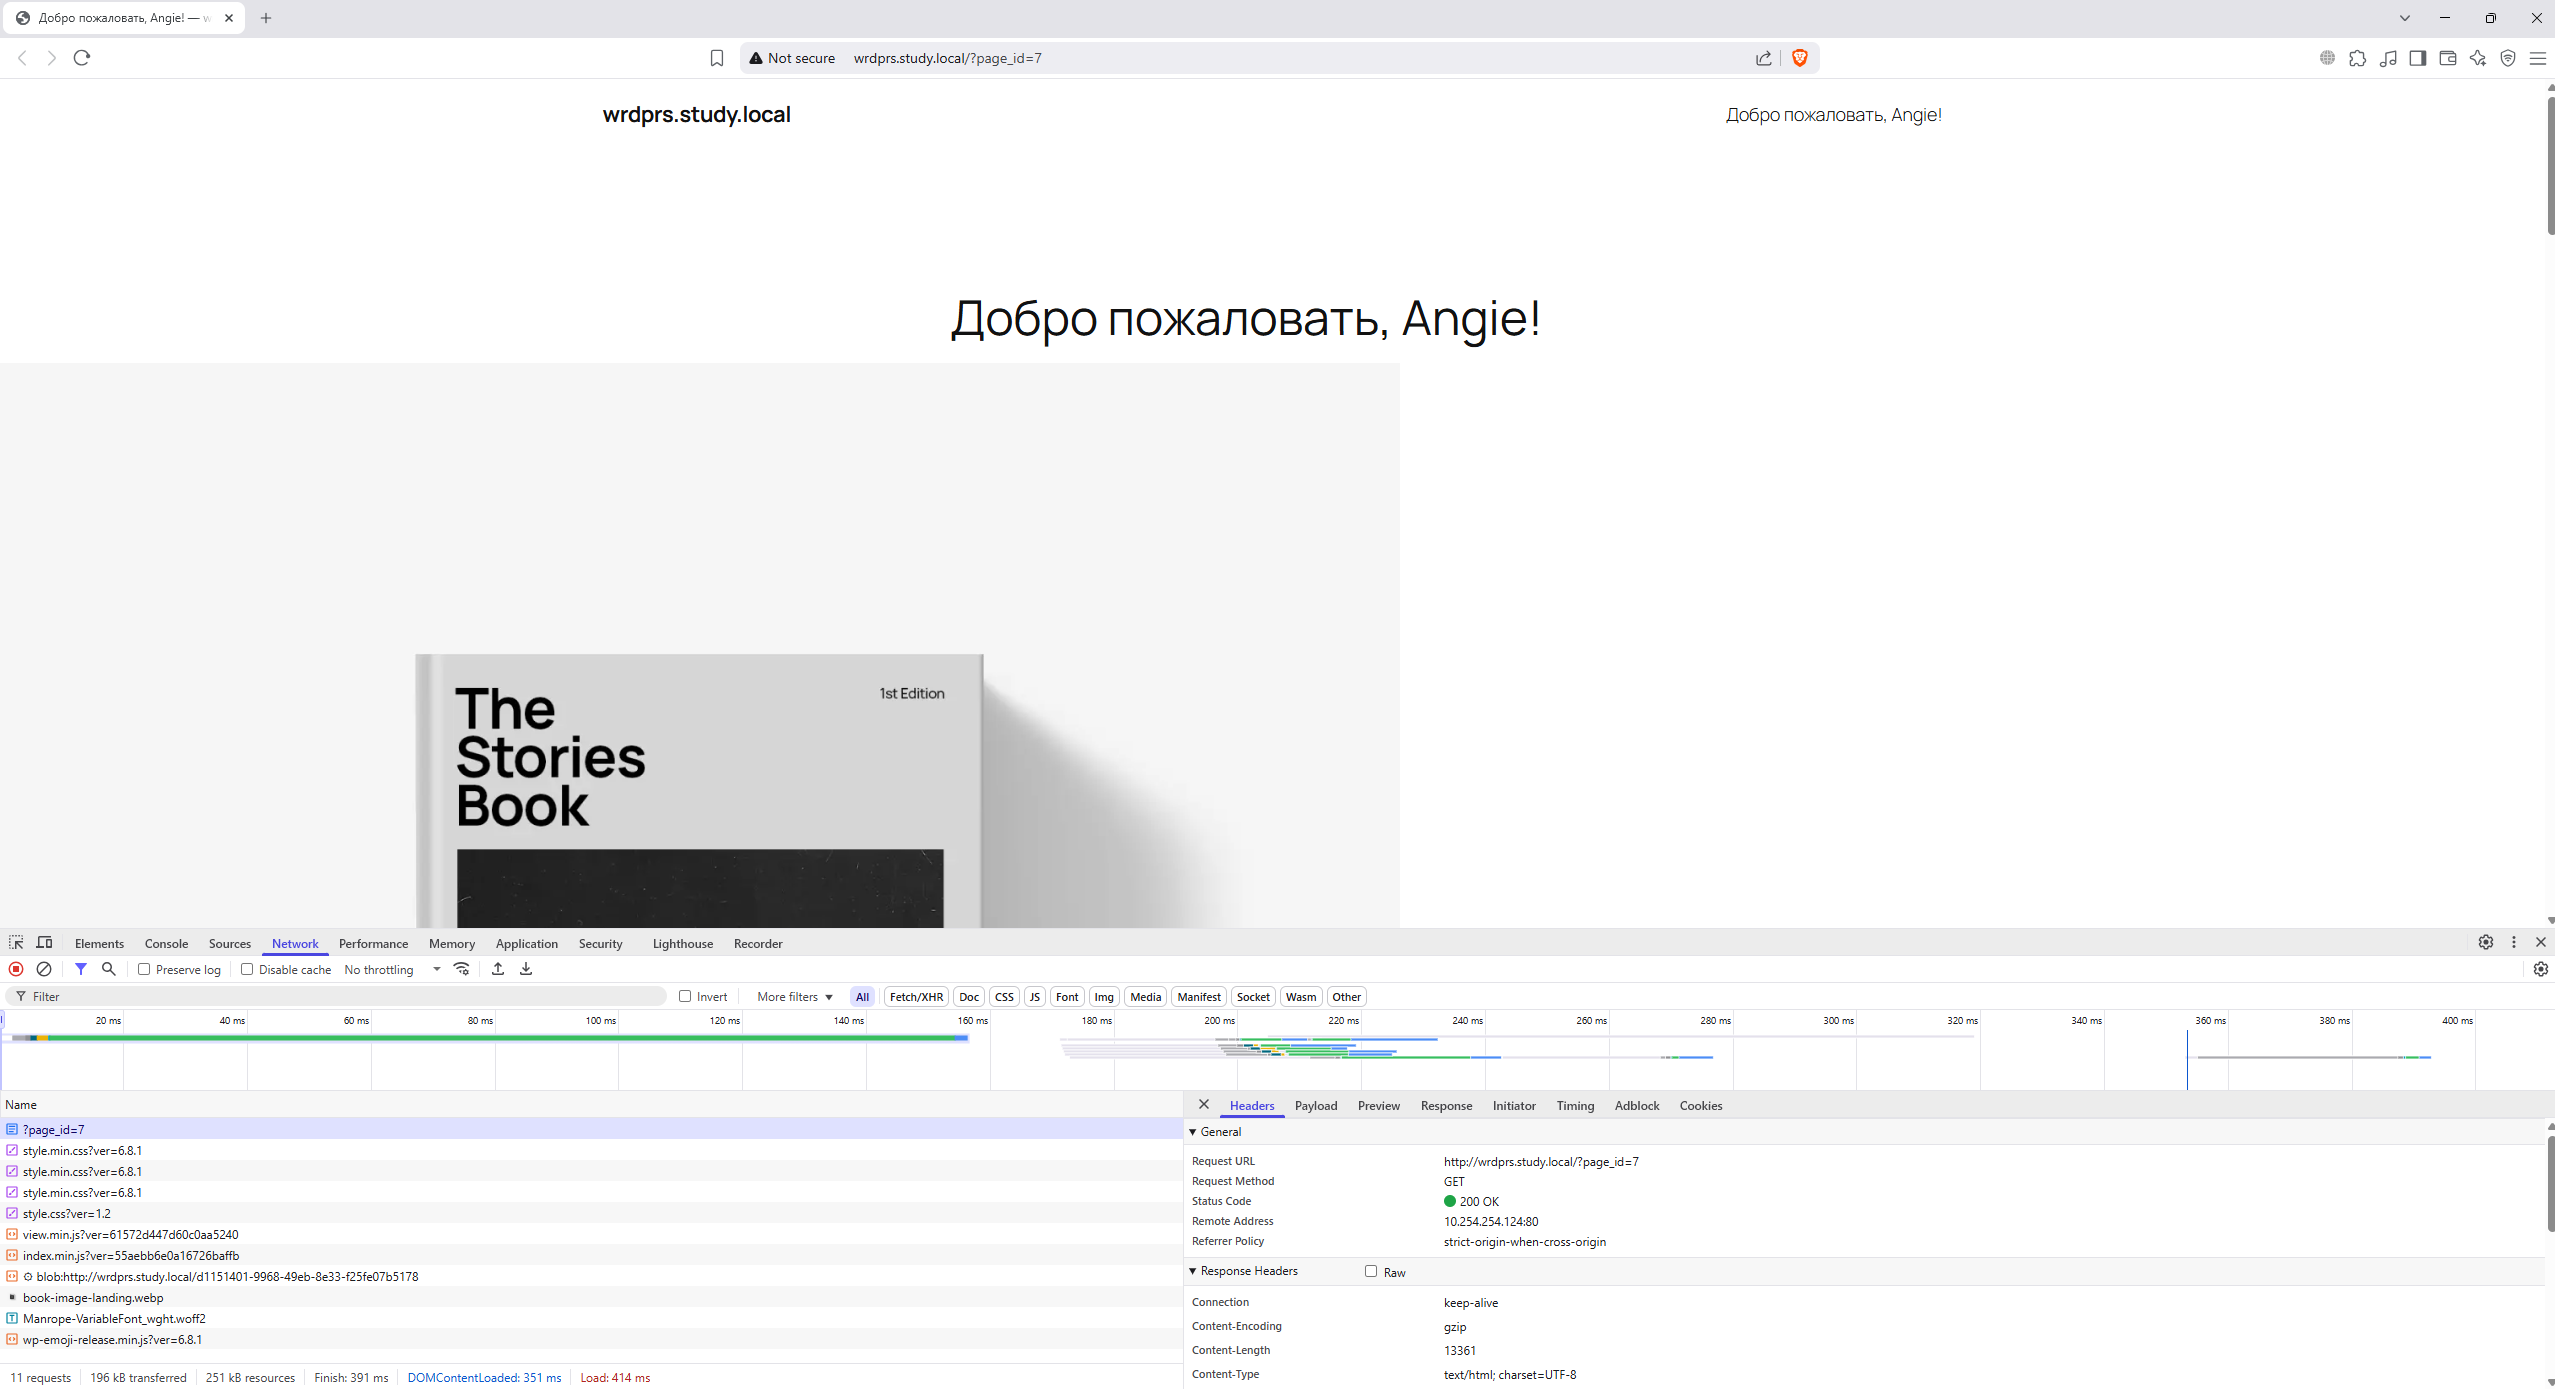 Добро пожаловать, Angie! — w
Not secure
wrdprs.study.local/?page_id=7
wrdprs.study.local
Добро пожаловать, Angie!
Добро пожаловать, Angie!
The
Stories
Book
1st Edition
Elements Console Sources Network Performance Memory Application Security Lighthouse Recorder
Preserve log Disable cache No throttling
Filter Invert More filters All Fetch/XHR Doc CSS JS Font Img Media Manifest Socket Wasm Other
20 ms 40 ms 60 ms 80 ms 100 ms 120 ms 140 ms 160 ms 180 ms 200 ms 220 ms 240 ms 260 ms 280 ms 300 ms 320 ms 340 ms 360 ms 380 ms 400 ms
Name
?page_id=7
style.min.css?ver=6.8.1
style.min.css?ver=6.8.1
style.min.css?ver=6.8.1
style.css?ver=1.2
view.min.js?ver=61572d447d60c0aa5240
index.min.js?ver=55aebb6e0a16726baffb
blob:http://wrdprs.study.local/d1151401-9968-49eb-8e33-f25fe07b5178
book-image-landing.webp
Manrope-VariableFont_wght.woff2
wp-emoji-release.min.js?ver=6.8.1
11 requests 196 kB transferred 251 kB resources Finish: 391 ms DOMContentLoaded: 351 ms Load: 414 ms
Headers Payload Preview Response Initiator Timing Adblock Cookies
General
Request URL http://wrdprs.study.local/?page_id=7
Request Method GET
Status Code 200 OK
Remote Address 10.254.254.124:80
Referrer Policy strict-origin-when-cross-origin
Response Headers Raw
Connection keep-alive
Content-Encoding gzip
Content-Length 13361
Content-Type text/html; charset=UTF-8